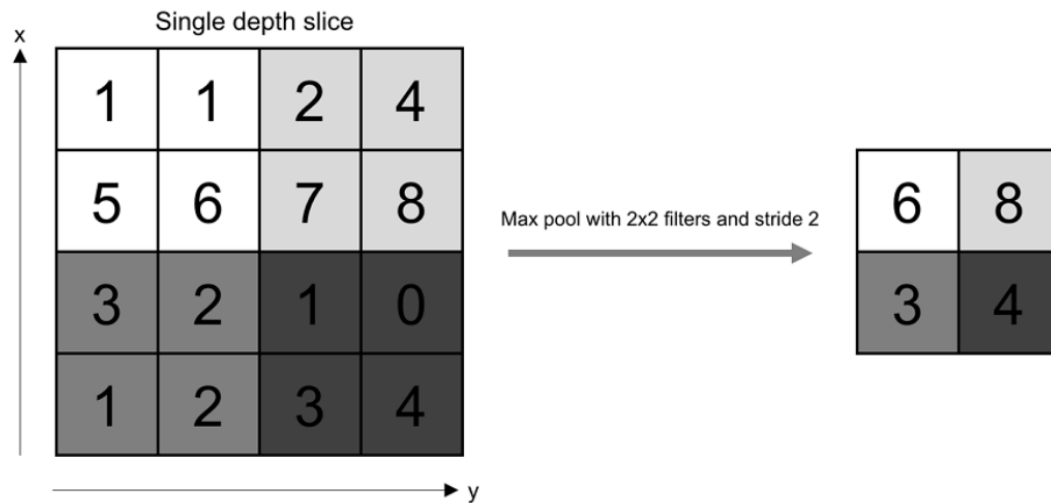 Single depth slice
x
1 1 2 4
5 6 7 8
3 2 1 0
1 2 3 4
y
Max pool with 2x2 filters and stride 2
6 8
3 4